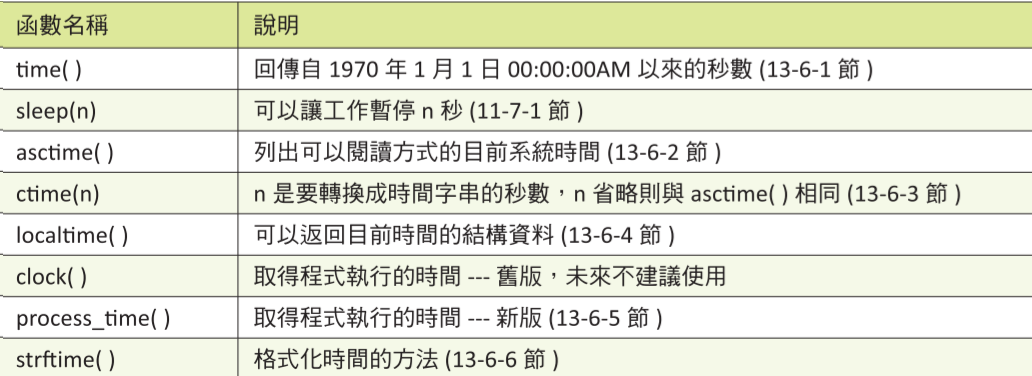 函數名稱 說明
time( ) 回傳自 1970 年 1 月 1 日 00:00:00AM 以來的秒數 (13-6-1 節 )
sleep(n) 可以讓工作暫停 n 秒 (11-7-1 節 )
asctime( ) 列出可以閱讀方式的目前系統時間 (13-6-2 節 )
ctime(n) n 是要轉換成時間字串的秒數，n 省略則與 asctime( ) 相同 (13-6-3 節 )
localtime( ) 可以返回目前時間的結構資料 (13-6-4 節 )
clock( ) 取得程式執行的時間 --- 舊版，未來不建議使用
process_time( ) 取得程式執行的時間 --- 新版 (13-6-5 節 )
strftime( ) 格式化時間的方法 (13-6-6 節 )